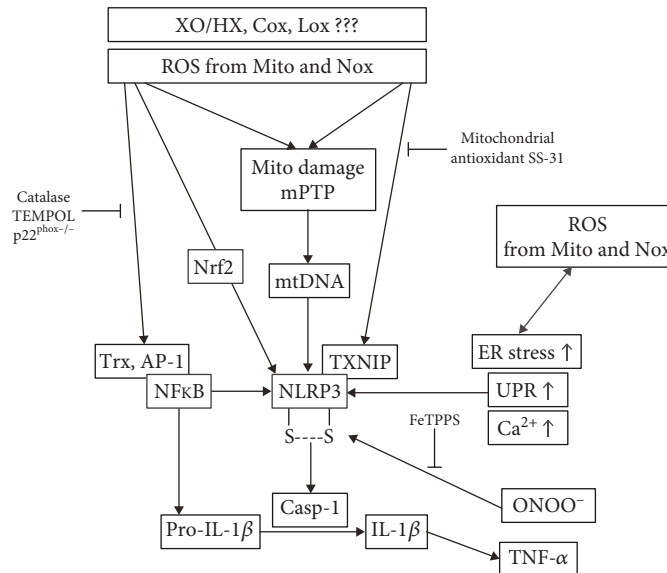 XO/HX, Cox, Lox ???
ROS from Mito and Nox
Mitochondrial
antioxidant SS-31
Mito damage
mPTP
Catalase
TEMPOL
p22phox−/−
ROS
from Mito and Nox
Nrf2
mtDNA
Trx, AP-1
TXNIP
ER stress ↑
NFκB
NLRP3
UPR ↑
FeTPPS
Ca2+ ↑
S----S
Casp-1
ONOO−
Pro-IL-1β
IL-1β
TNF-α